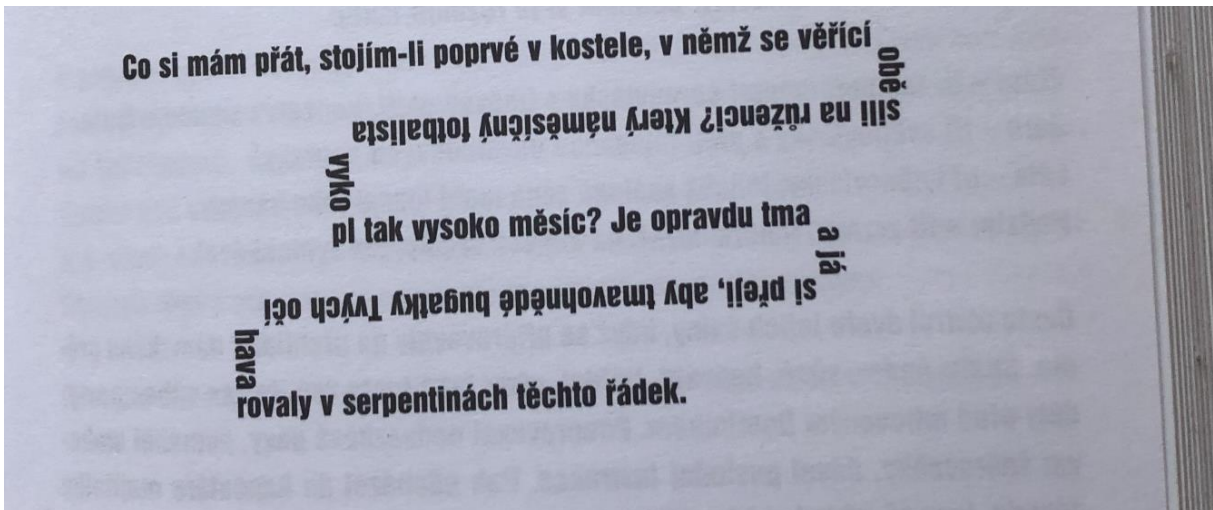 Co si mám přát, stojím-li poprvé v kostele, v němž se věřící
obě
sili na růženci? Který náměsíčný fotbalista
vyko
pl tak vysoko měsíc? Je opravdu tma
a já
si přeji, aby tmavohnědé bugatky Tvých očí
hava
rovaly v serpentinách těchto řádek.